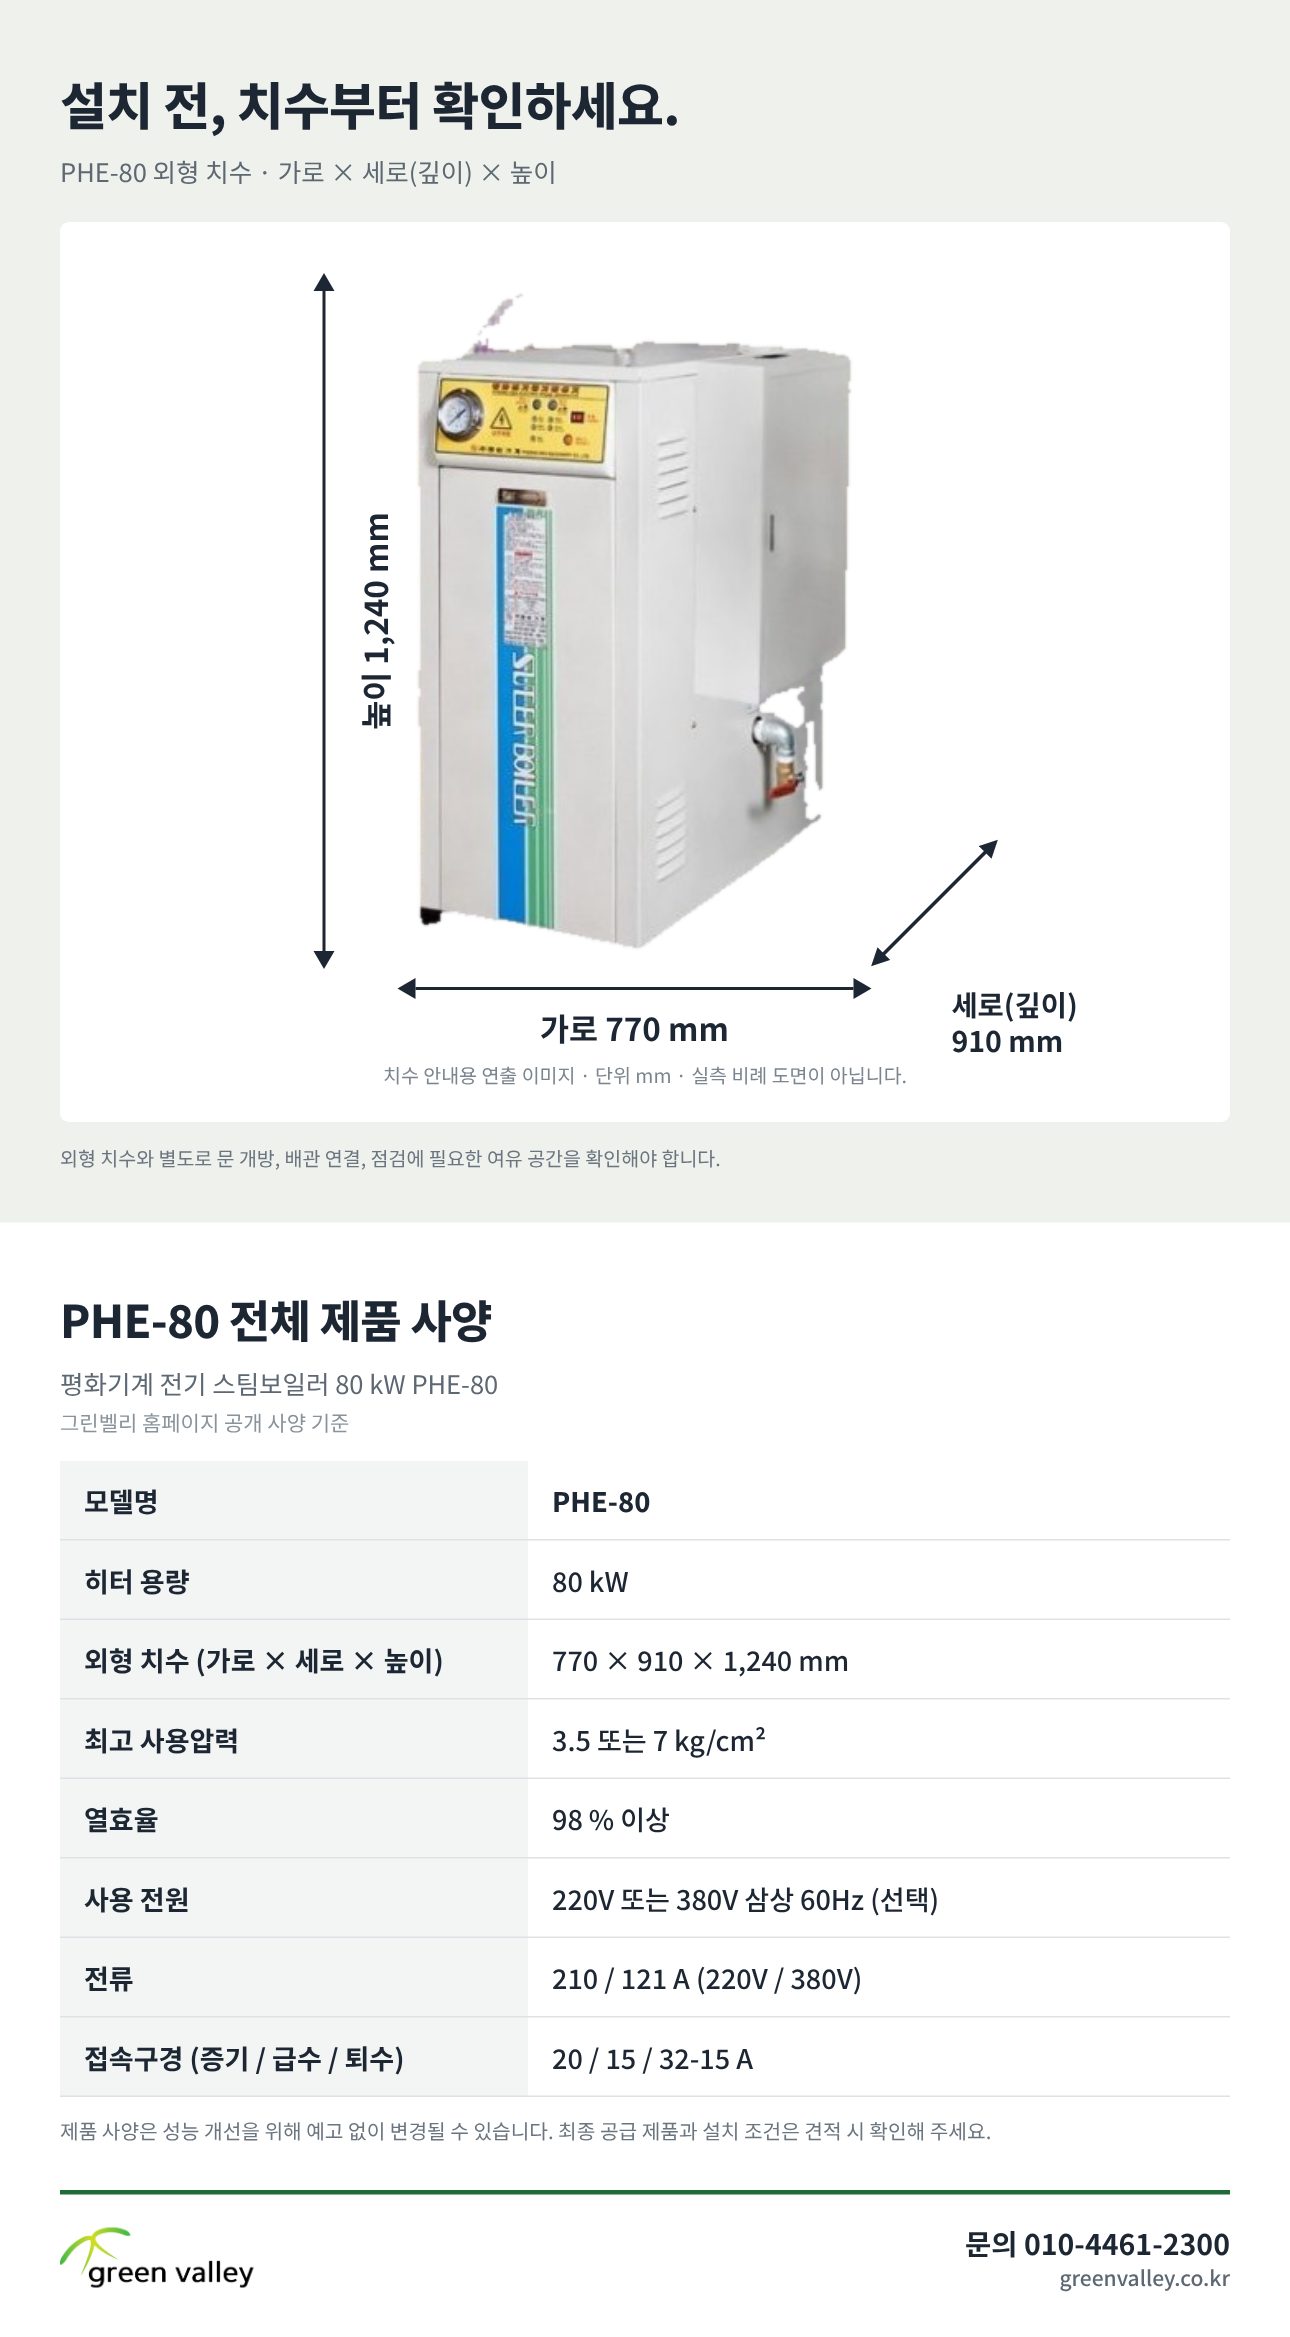 설치 전, 치수부터 확인하세요.
PHE-80 외형 치수 · 가로 × 세로(깊이) × 높이
높이 1,240 mm
STEER BOILER
가로 770 mm
세로(깊이)
910 mm
치수 안내용 연출 이미지 · 단위 mm · 실측 비례 도면이 아닙니다.
외형 치수와 별도로 문 개방, 배관 연결, 점검에 필요한 여유 공간을 확인해야 합니다.
PHE-80 전체 제품 사양
평화기계 전기 스팀보일러 80 kW PHE-80
그린벨리 홈페이지 공개 사양 기준
모델명 PHE-80
히터 용량 80 kW
외형 치수 (가로 × 세로 × 높이) 770 × 910 × 1,240 mm
최고 사용압력 3.5 또는 7 kg/cm²
열효율 98 % 이상
사용 전원 220V 또는 380V 삼상 60Hz (선택)
전류 210 / 121 A (220V / 380V)
접속구경 (증기 / 급수 / 퇴수) 20 / 15 / 32-15 A
제품 사양은 성능 개선을 위해 예고 없이 변경될 수 있습니다. 최종 공급 제품과 설치 조건은 견적 시 확인해 주세요.
green valley
문의 010-4461-2300
greenvalley.co.kr